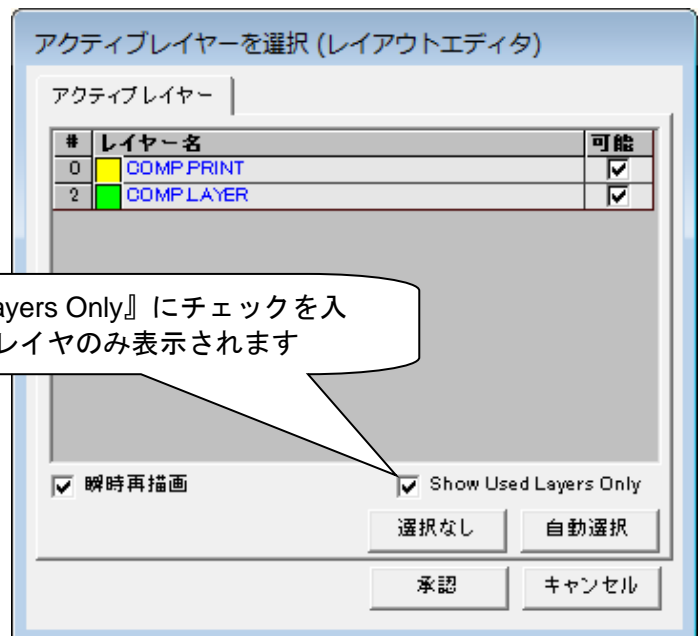 アクティブレイヤーを選択 (レイアウトエディタ)
アクティブレイヤー
# レイヤー名 可能
0 COMP.PRINT
2 COMP.LAYER
ayers Only』にチェックを入
レイヤのみ表示されます
瞬時再描画 Show Used Layers Only
選択なし 自動選択
承認 キャンセル